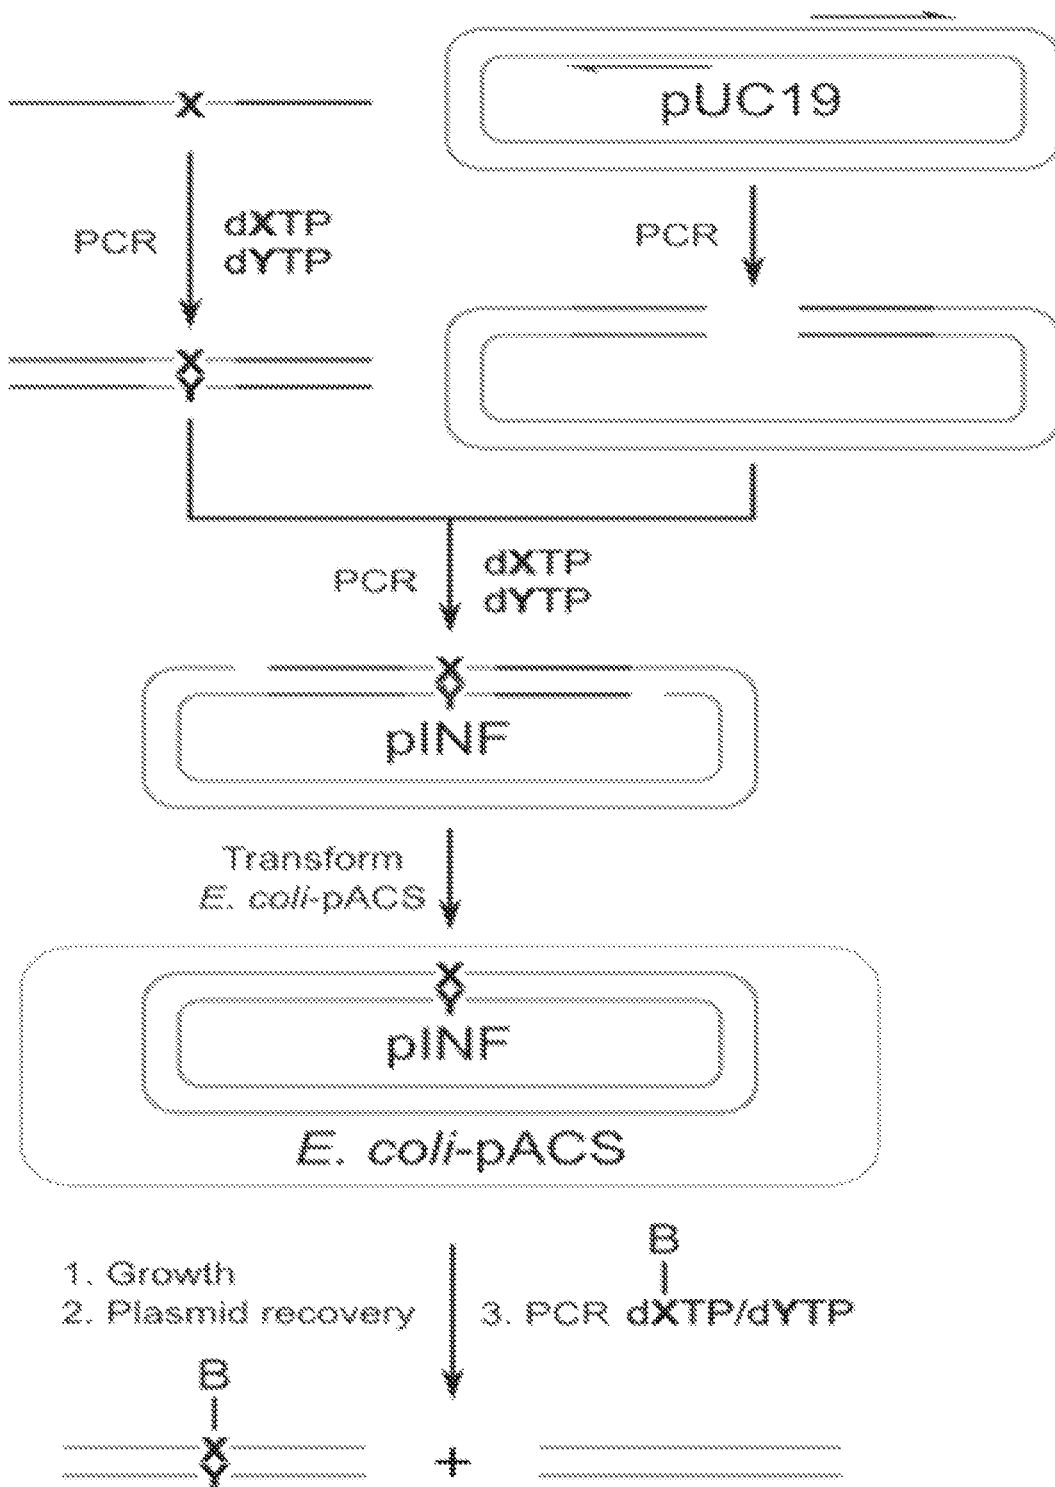 X
pUC19
PCR
dXTP
dYTP
PCR
X
Y
PCR
dXTP
dYTP
X
Y
pINF
Transform
E. coli-pACS
X
Y
pINF
E. coli-pACS
1. Growth
2. Plasmid recovery
B
3. PCR dXTP/dYTP
B
X
Y
+